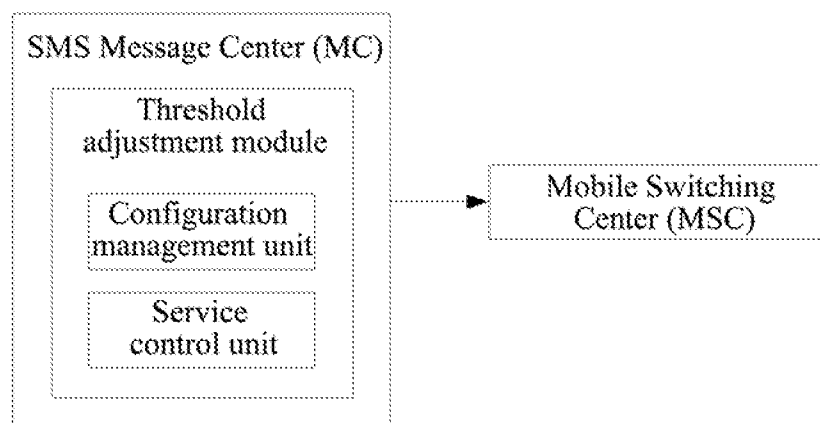 SMS Message Center (MC)
Threshold
adjustment module
Configuration
management unit
Service
control unit
Mobile Switching
Center (MSC)